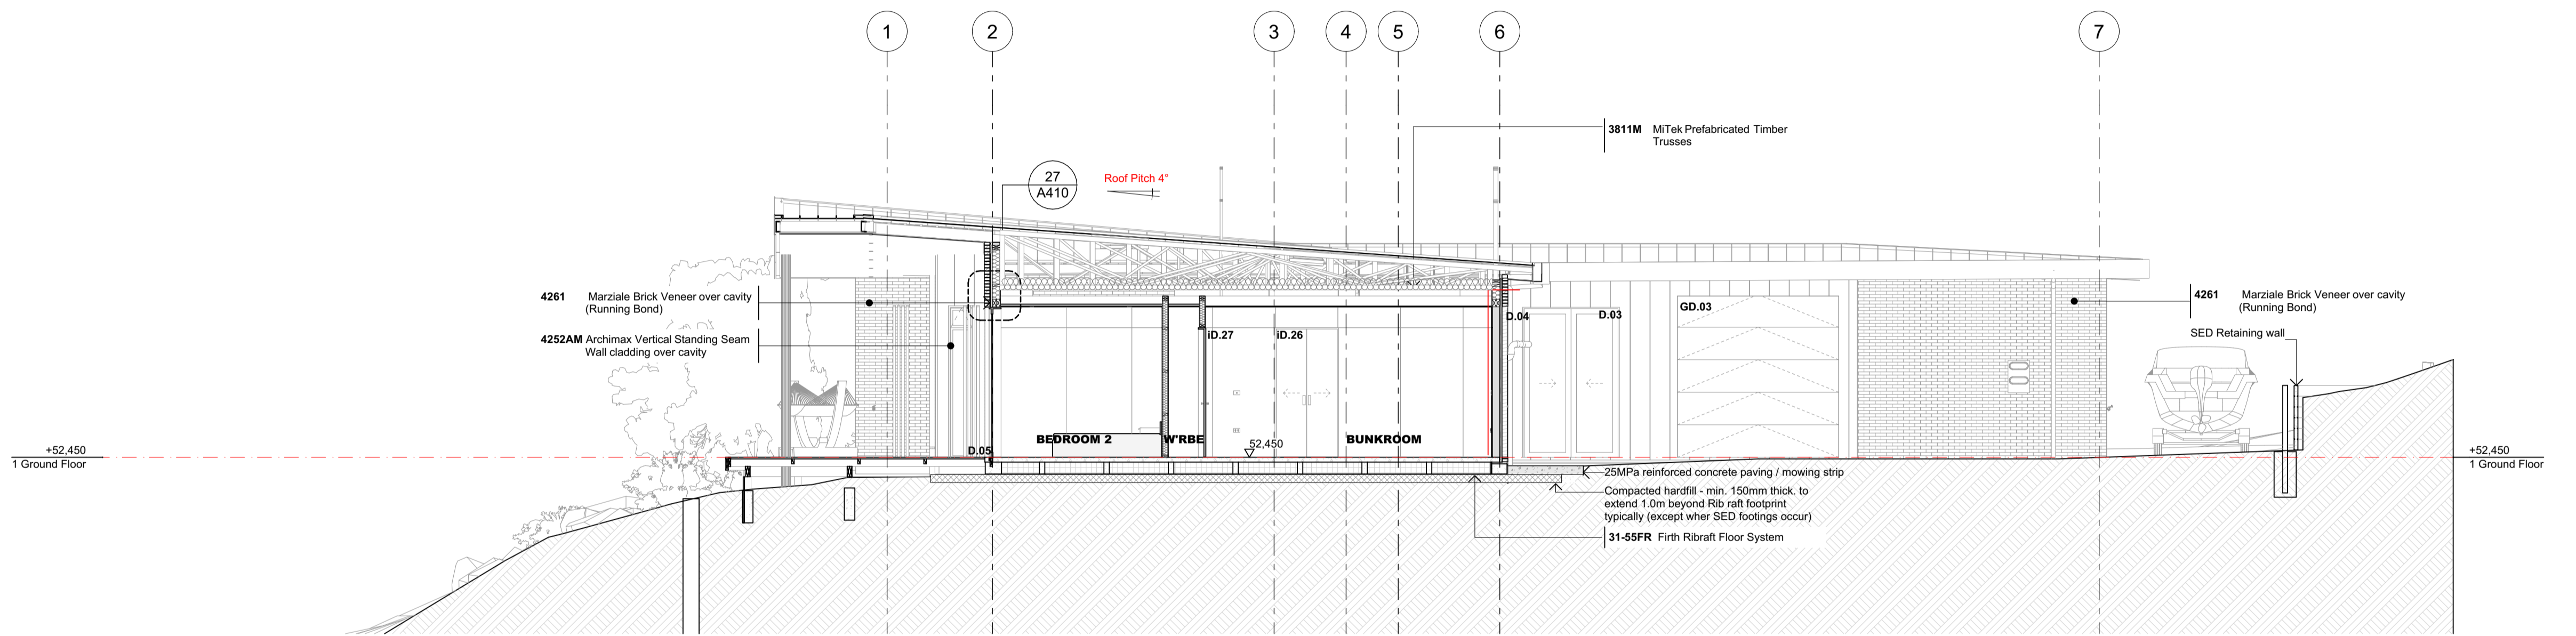 1
2
3
4
5
6
7
3811M MiTek Prefabricated Timber
Trusses
27
A410
Roof Pitch 4°
4261 Marziale Brick Veneer over cavity
(Running Bond)
4252AM Archimax Vertical Standing Seam
Wall cladding over cavity
4261 Marziale Brick Veneer over cavity
(Running Bond)
SED Retaining wall
GD.03
D.04
D.03
iD.27
iD.26
BEDROOM 2
W'RBE
BUNKROOM
52,450
D.05
+52,450
1 Ground Floor
+52,450
1 Ground Floor
25MPa reinforced concrete paving / mowing strip
Compacted hardfill - min. 150mm thick. to
extend 1.0m beyond Rib raft footprint
typically (except wher SED footings occur)
31-55FR Firth Ribraft Floor System